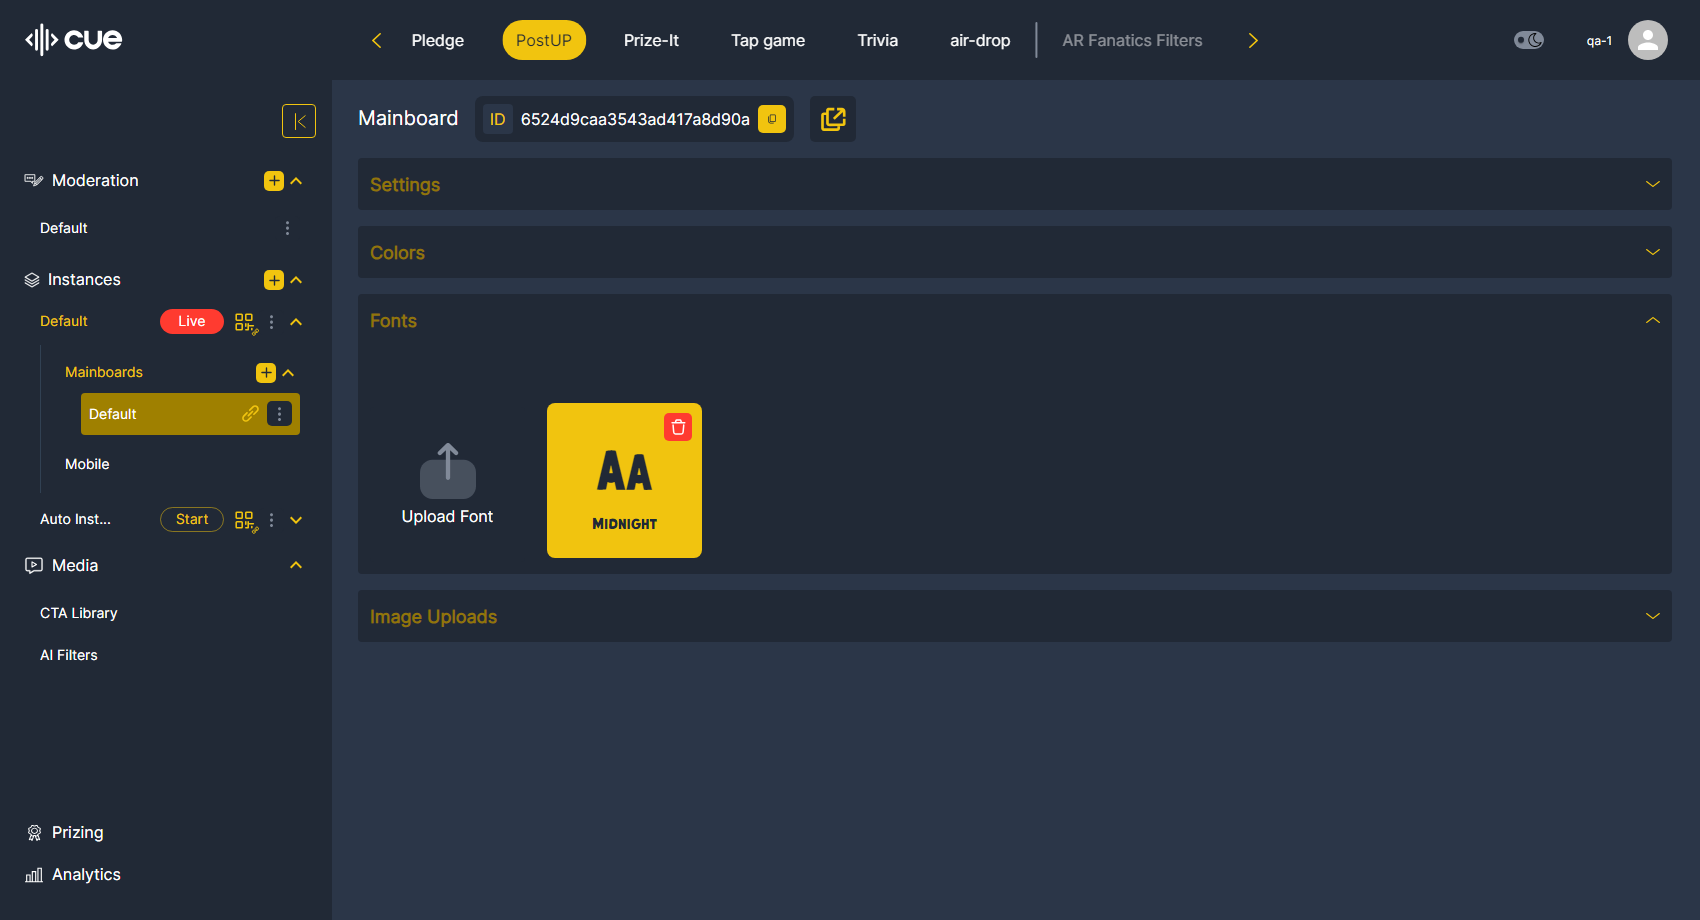 cue
Pledge
PostUP
Prize-It
Tap game
Trivia
air-drop
AR Fanatics Filters
qa-1
Moderation
Default
Instances
Default
Live
Mainboards
Default
Mobile
Auto Inst...
Start
Media
CTA Library
AI Filters
Prizing
Analytics
Mainboard
ID 6524d9caa3543ad417a8d90a
Settings
Colors
Fonts
Upload Font
AA
MIDNIGHT
Image Uploads